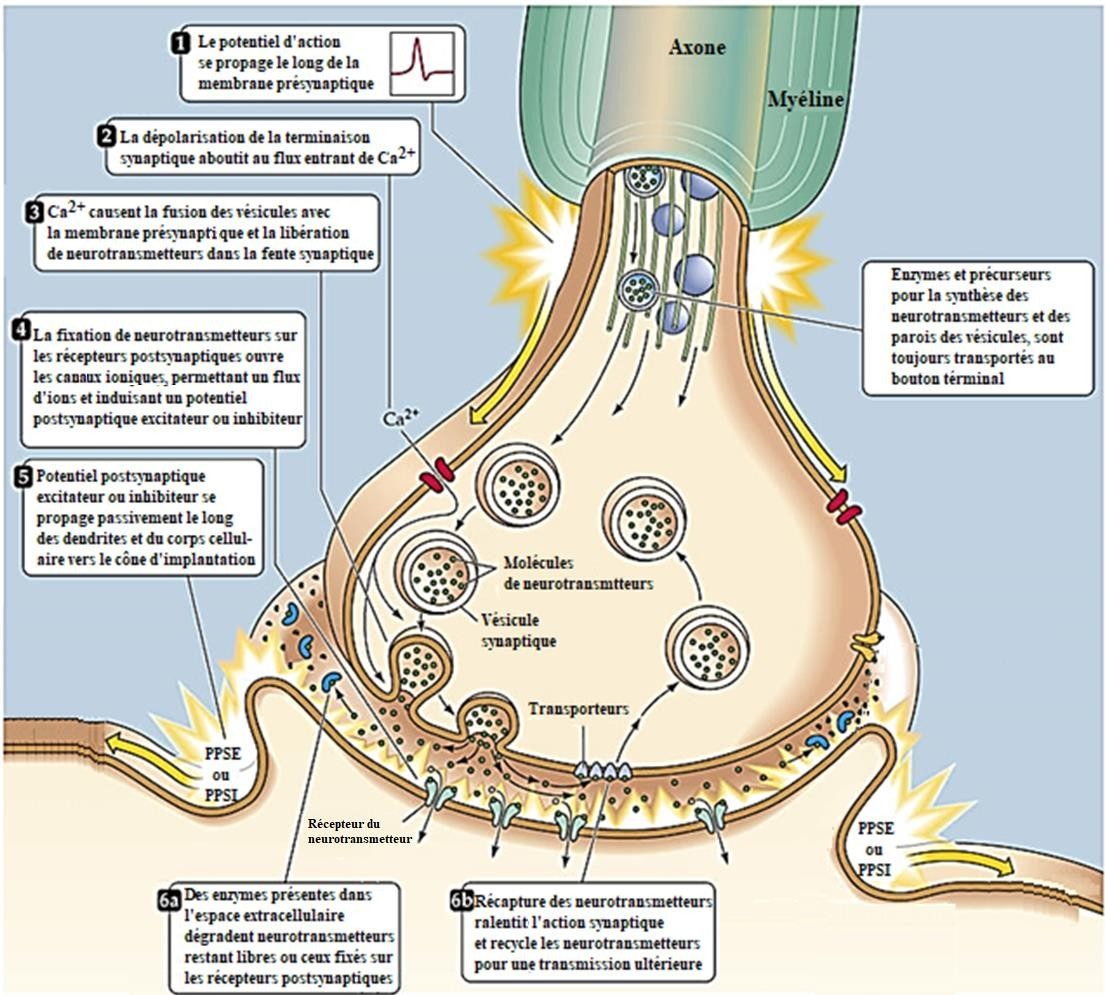 Axone
Myéline
1
Le potentiel d'action
se propage le long de la
membrane présynaptique
2
La dépolarisation de la terminaison
synaptique aboutit au flux entrant de Ca2+
3
Ca2+ causent la fusion des vésicules avec
la membrane présynaptique et la libération
de neurotransmetteurs dans la fente synaptique
Enzymes et précurseurs
pour la synthèse des
neurotransmetteurs et des
parois des vésicules, sont
toujours transportés au
bouton términal
4
La fixation de neurotransmetteurs sur
les récepteurs postsynaptiques ouvre
les canaux ioniques, permettant un flux
d'ions et induisant un potentiel
postsynaptique excitateur ou inhibiteur
Ca2+
5
Potentiel postsynaptique
excitateur ou inhibiteur se
propage passivement le long
des dendrites et du corps cellul-
aire vers le cône d'implantation
Molécules
de neurotransmtteurs
Vésicule
synaptique
Transporteurs
PPSE
ou
PPSI
Récepteur du
neurotransmetteur
PPSE
ou
PPSI
6a
Des enzymes présentes dans
l'espace extracellulaire
dégradent neurotransmetteurs
restant libres ou ceux fixés sur
les récepteurs postsynaptiques
6b
Récapture des neurotransmetteurs
ralentit l'action synaptique
et recycle les neurotransmetteurs
pour une transmission ultérieure